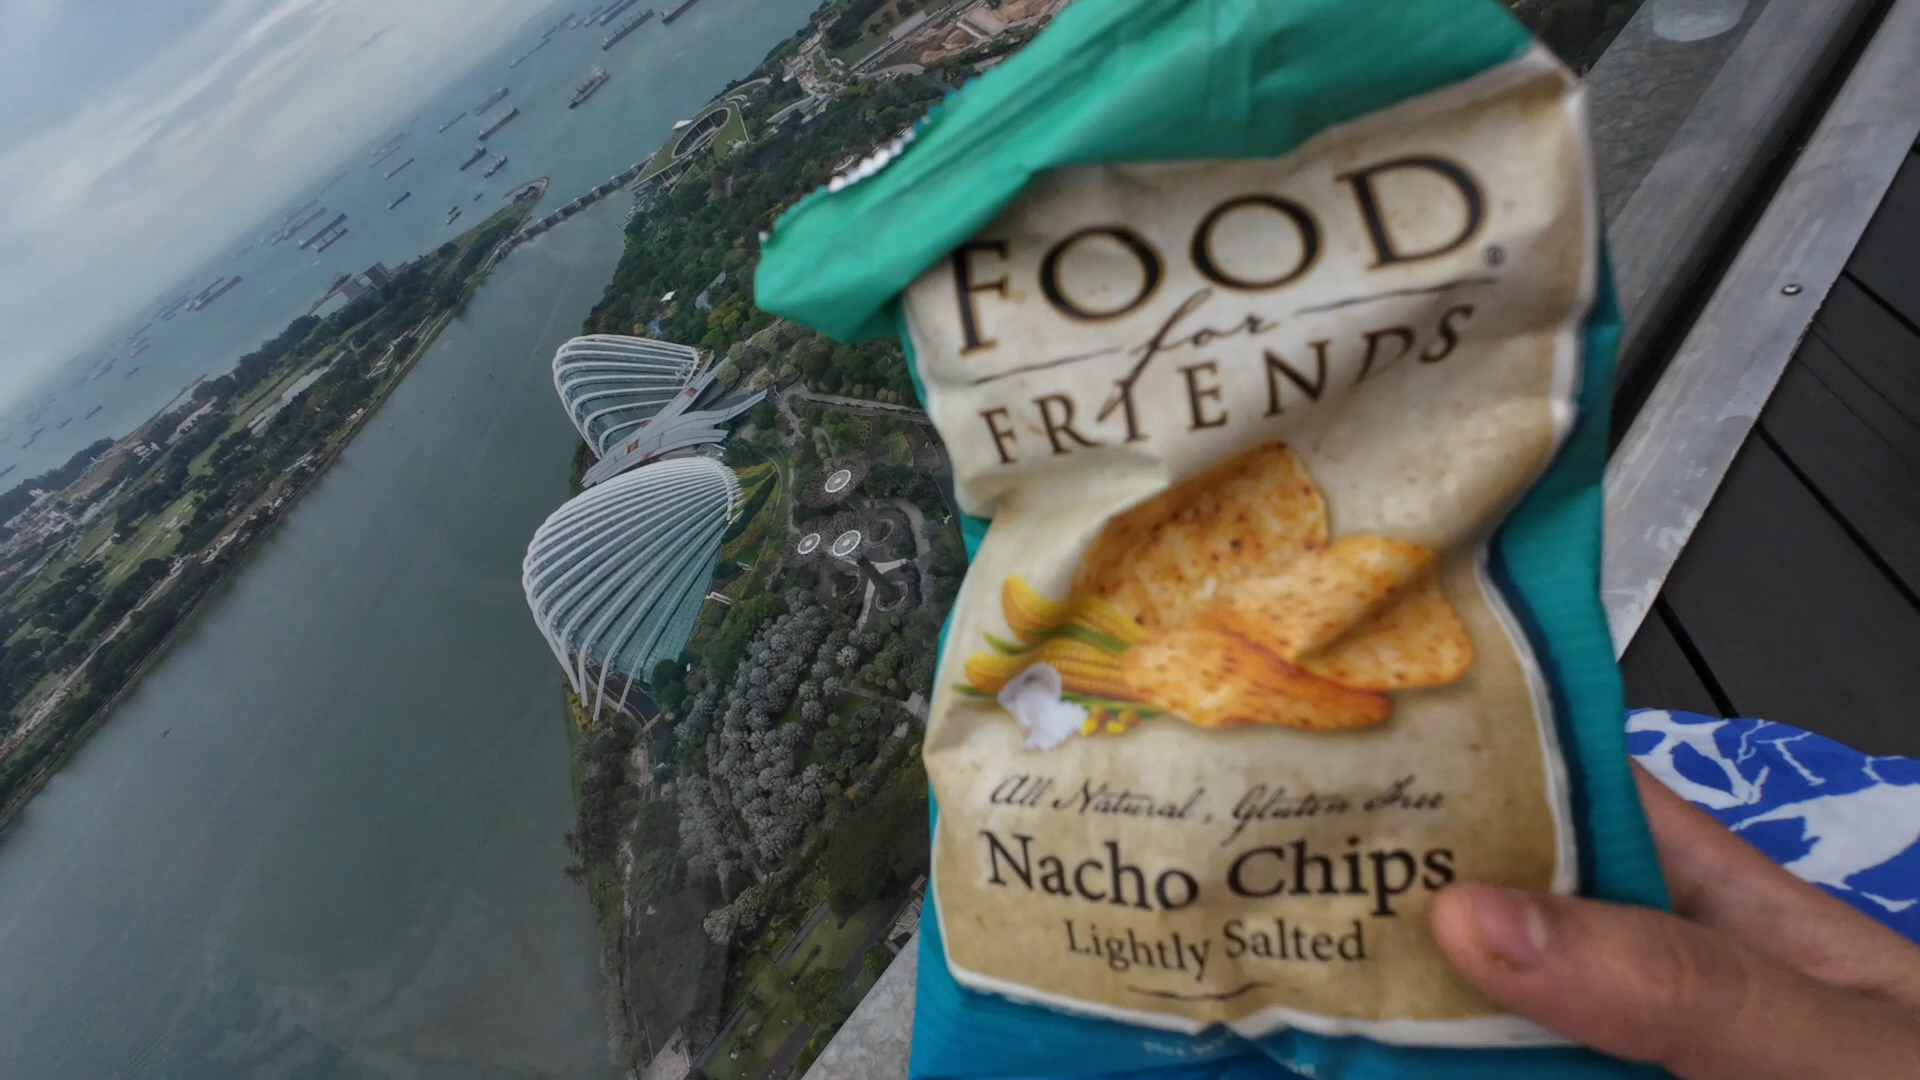 FOOD®
for
FRIENDS
All Natural, Gluten Free
Nacho Chips
Lightly Salted